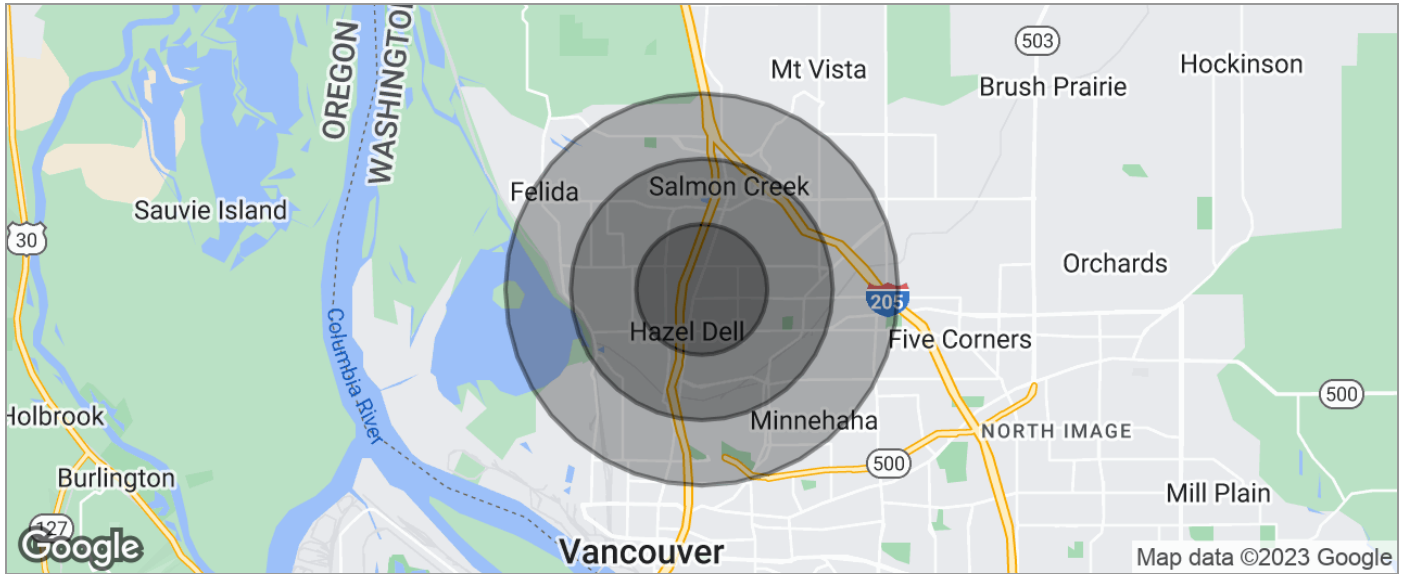 OREGON
WASHINGTON
503
Hockinson
Mt Vista
Brush Prairie
Felida
Salmon Creek
Sauvie Island
30
Orchards
205
Columbia River
Hazel Dell
Five Corners
500
Holbrook
Minnehaha
NORTH IMAGE
Burlington
500
Mill Plain
127
Google
Vancouver
Map data ©2023 Google